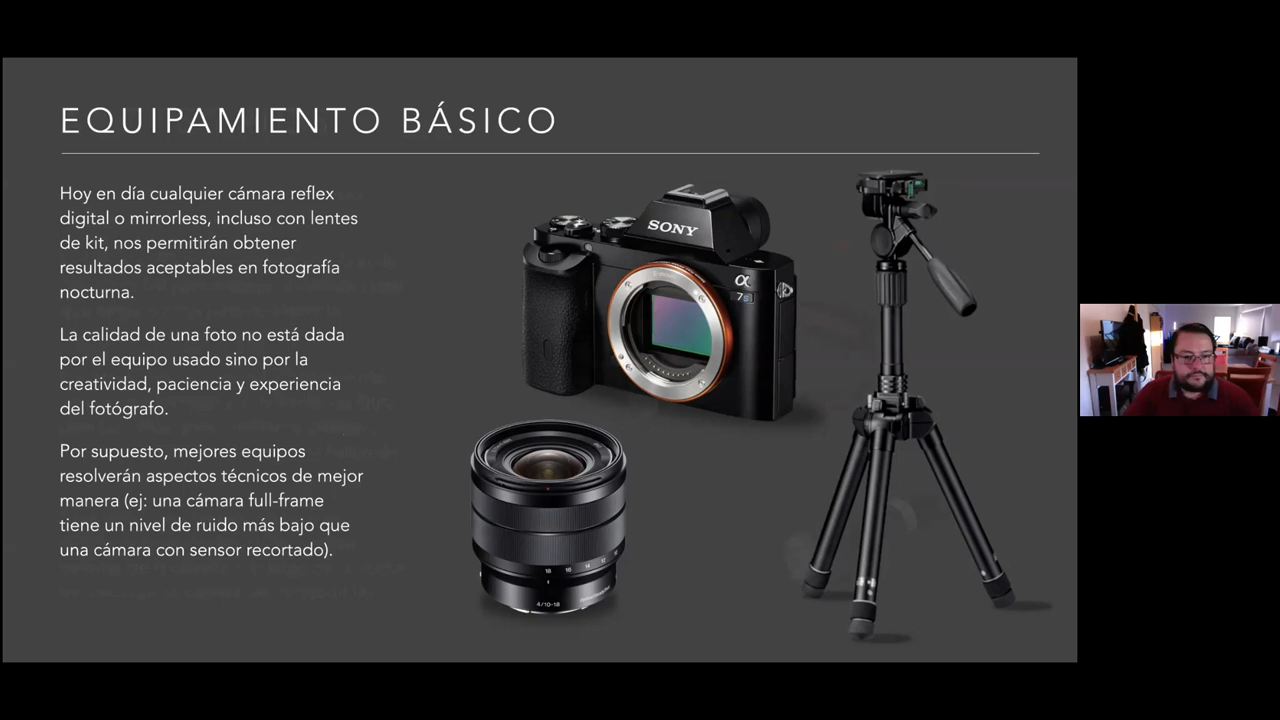 EQUIPAMIENTO BÁSICO
Hoy en día cualquier cámara reflex
digital o mirrorless, incluso con lentes
de kit, nos permitirán obtener
resultados aceptables en fotografía
nocturna.
La calidad de una foto no está dada
por el equipo usado sino por la
creatividad, paciencia y experiencia
del fotógrafo.
Por supuesto, mejores equipos
resolverán aspectos técnicos de mejor
manera (ej: una cámara full-frame
tiene un nivel de ruido más bajo que
una cámara con sensor recortado).
SONY
α
7s
18 16 14 12
4/10-18